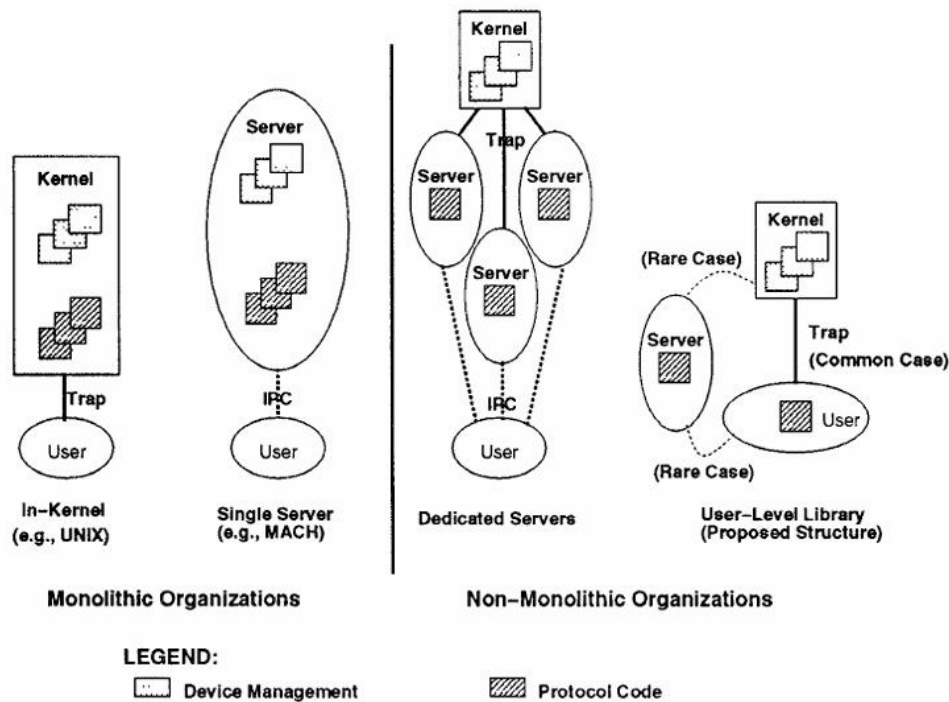 Kernel
Trap
User
In-Kernel
(e.g., UNIX)
Server
IPC
User
Single Server
(e.g., MACH)
Kernel
Trap
Server
Server
Server
IPC
User
Dedicated Servers
Kernel
(Rare Case)
Trap
(Common Case)
Server
User
(Rare Case)
User-Level Library
(Proposed Structure)
Monolithic Organizations
Non-Monolithic Organizations
LEGEND:
Device Management
Protocol Code